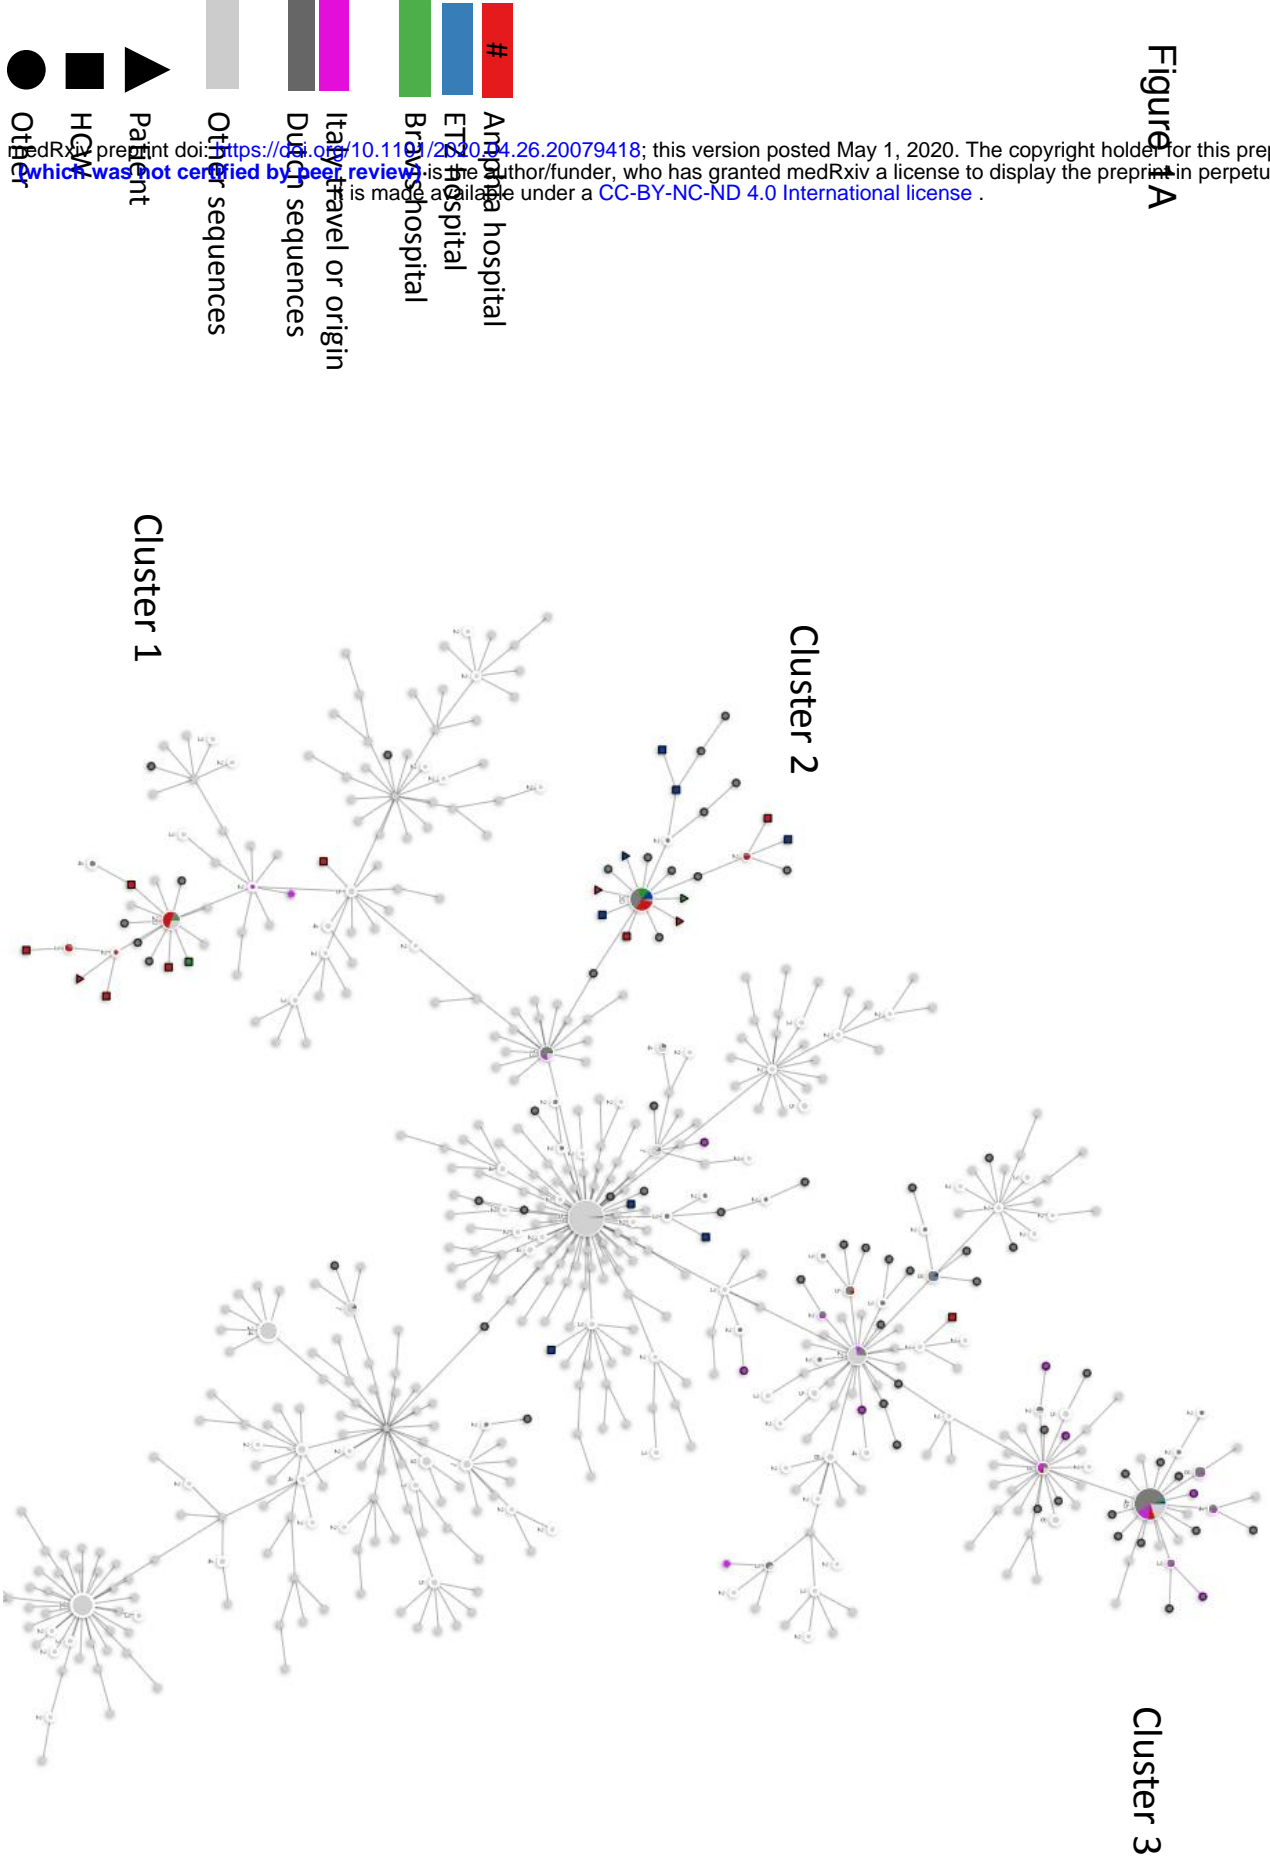 Figure 1A
medRxiv preprint doi: https://doi.org/10.1101/2020.04.26.20079418; this version posted May 1, 2020. The copyright holder for this prep
(which was not certified by peer review) is the author/funder, who has granted medRxiv a license to display the preprint in perpetu
It is made available under a CC-BY-NC-ND 4.0 International license .
#
Amphia hospital
ETZ hospital
Bravis hospital
Italy travel or origin
Dutch sequences
Other sequences
Patient
HCW
Other
Cluster 3
Cluster 2
Cluster 1